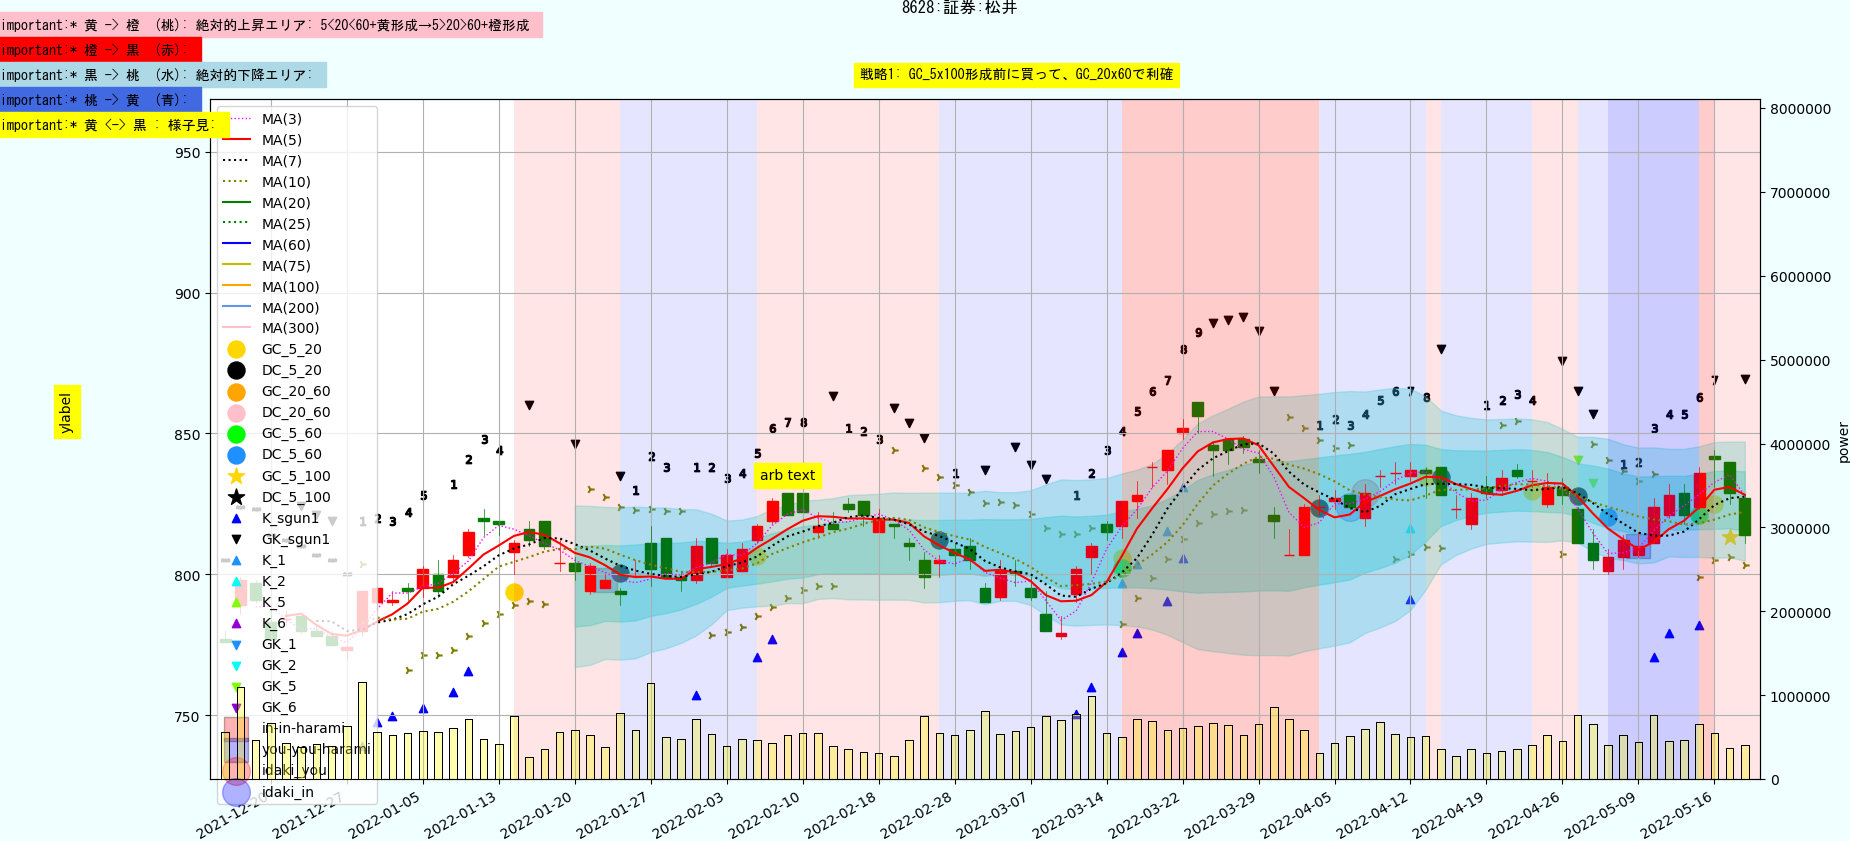 8628:証券:松井
important:* 黄 -> 橙 (桃): 絶対的上昇エリア: 5<20<60+黄形成→5>20>60+橙形成
important:* 橙 -> 黒 (赤):
important:* 黒 -> 桃 (水): 絶対的下降エリア:
戦略1: GC_5x100形成前に買って、GC_20x60で利確
important:* 桃 -> 黄 (青):
important:* 黄 <-> 黒 : 様子見:
MA(3)
MA(5)
MA(7)
MA(10)
MA(20)
MA(25)
MA(60)
MA(75)
MA(100)
MA(200)
MA(300)
GC_5_20
DC_5_20
GC_20_60
DC_20_60
GC_5_60
DC_5_60
GC_5_100
DC_5_100
K_sgun1
GK_sgun1
K_1
K_2
K_5
K_6
GK_1
GK_2
GK_5
GK_6
in-in-harami
you-you-harami
idaki_you
idaki_in
950
900
850
800
750
ylabel
arb text
8000000
7000000
6000000
5000000
4000000
3000000
2000000
1000000
0
power
2021-12-20
2021-12-27
2022-01-05
2022-01-13
2022-01-20
2022-01-27
2022-02-03
2022-02-10
2022-02-18
2022-02-28
2022-03-07
2022-03-14
2022-03-22
2022-03-29
2022-04-05
2022-04-12
2022-04-19
2022-04-26
2022-05-09
2022-05-16